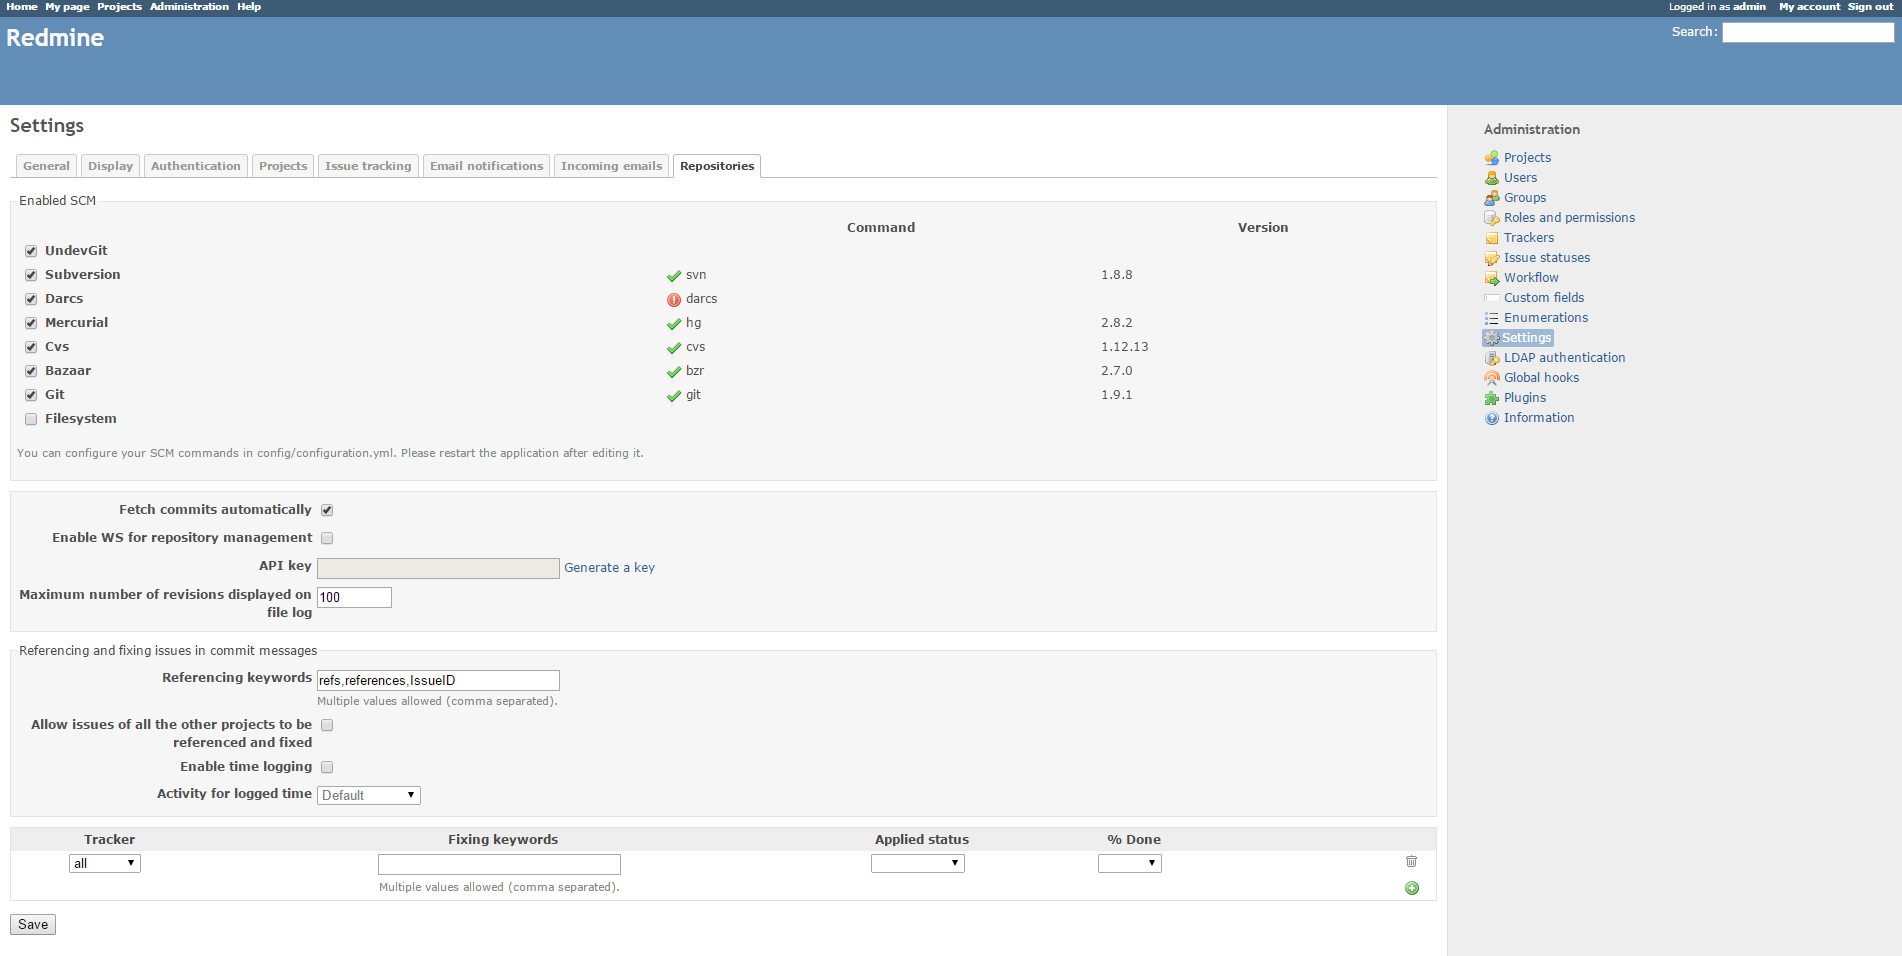 Home My page Projects Administration Help
Logged in as admin My account Sign out
Redmine
Search:
Settings
General Display Authentication Projects Issue tracking Email notifications Incoming emails Repositories
Enabled SCM
Command Version
UndevGit
Subversion svn 1.8.8
Darcs darcs
Mercurial hg 2.8.2
Cvs cvs 1.12.13
Bazaar bzr 2.7.0
Git git 1.9.1
Filesystem
You can configure your SCM commands in config/configuration.yml. Please restart the application after editing it.
Fetch commits automatically
Enable WS for repository management
API key Generate a key
Maximum number of revisions displayed on
file log 100
Referencing and fixing issues in commit messages
Referencing keywords refs,references,IssueID
Multiple values allowed (comma separated).
Allow issues of all the other projects to be
referenced and fixed
Enable time logging
Activity for logged time Default
Tracker Fixing keywords Applied status % Done
all
Multiple values allowed (comma separated).
Save
Administration
Projects
Users
Groups
Roles and permissions
Trackers
Issue statuses
Workflow
Custom fields
Enumerations
Settings
LDAP authentication
Global hooks
Plugins
Information